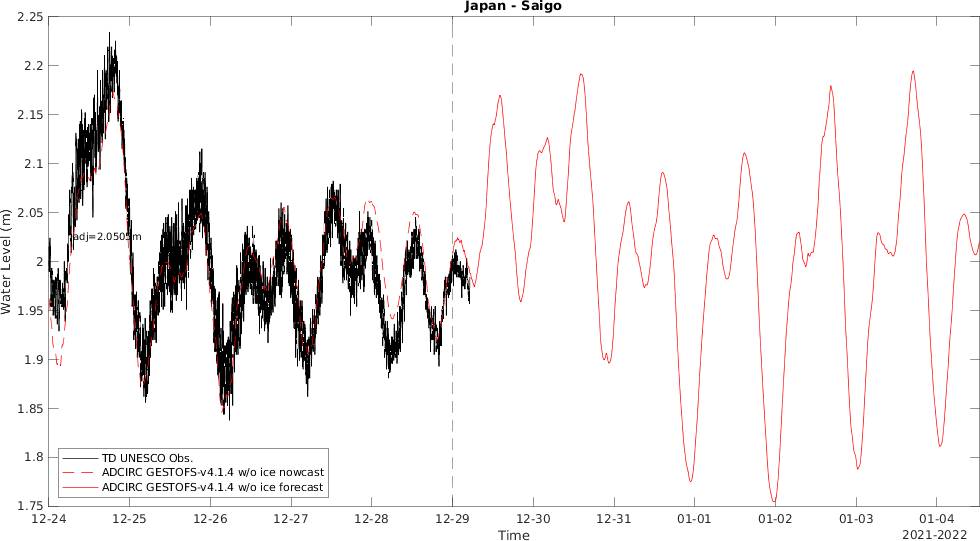 Japan - Saigo
2.25
2.2
2.15
2.1
2.05
2
1.95
1.9
1.85
1.8
1.75
Water Level (m)
adj=2.0505m
TD UNESCO Obs.
ADCIRC GESTOFS-v4.1.4 w/o ice nowcast
ADCIRC GESTOFS-v4.1.4 w/o ice forecast
12-24 12-25 12-26 12-27 12-28 12-29 12-30 12-31 01-01 01-02 01-03 01-04
Time
2021-2022